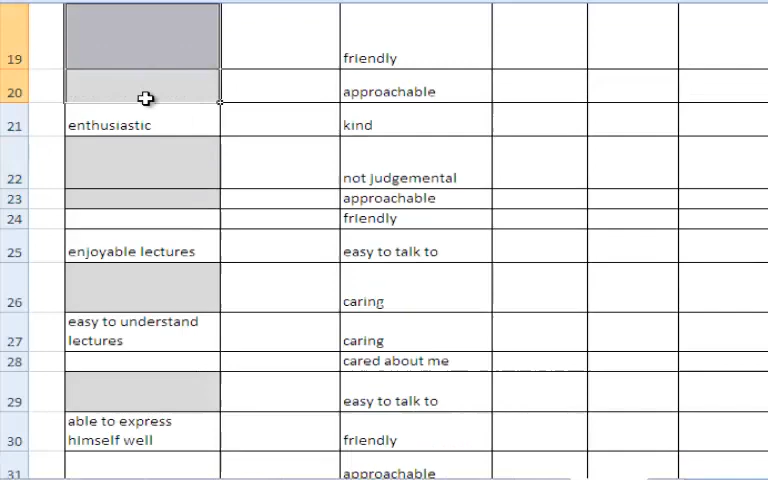 19 friendly
20 approachable
21 enthusiastic kind
22 not judgemental
23 approachable
24 friendly
25 enjoyable lectures easy to talk to
26 caring
easy to understand
27 lectures caring
28 cared about me
29 easy to talk to
able to express
30 himself well friendly
31 approachable